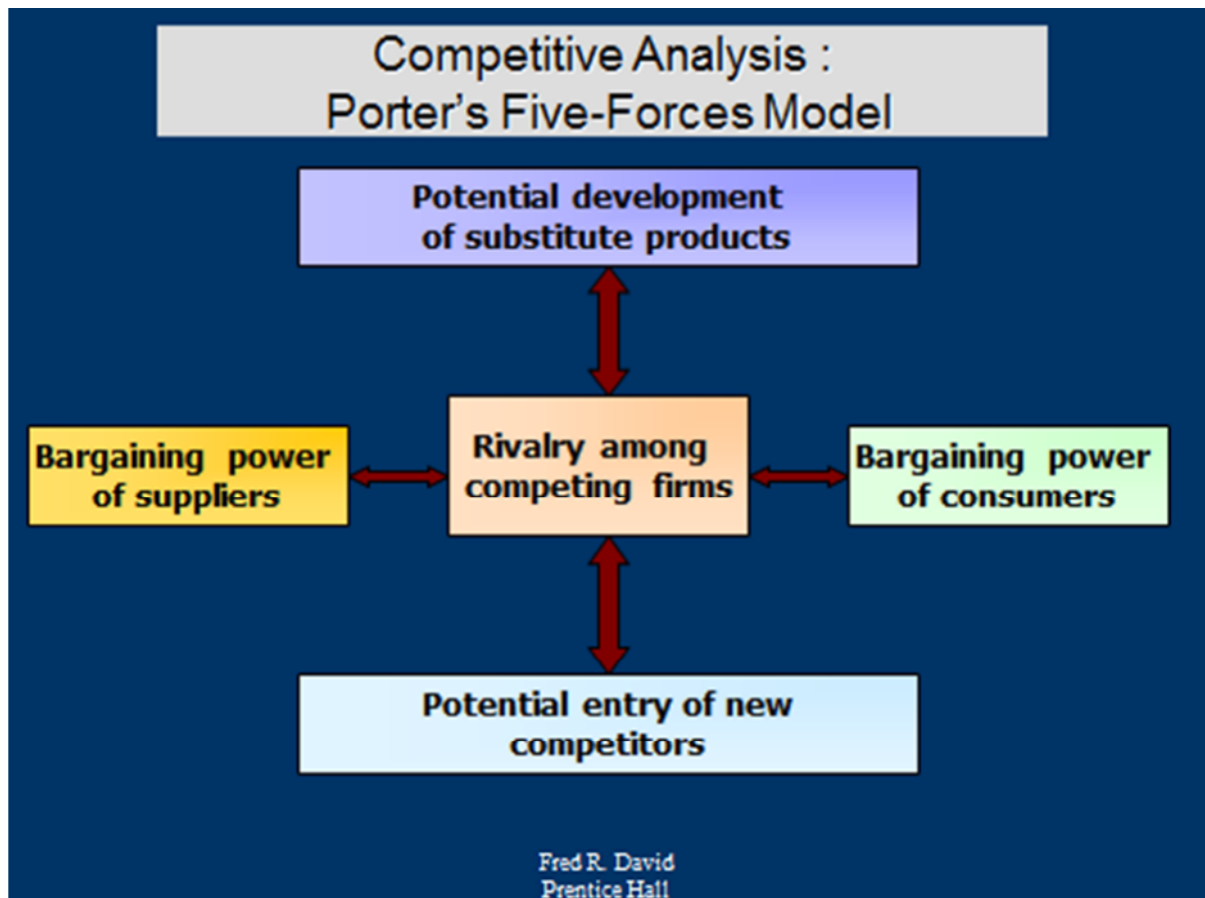 Competitive Analysis :
Porter's Five-Forces Model
Potential development
of substitute products
Bargaining power
of suppliers
Rivalry among
competing firms
Bargaining power
of consumers
Potential entry of new
competitors
Fred R. David
Prentice Hall